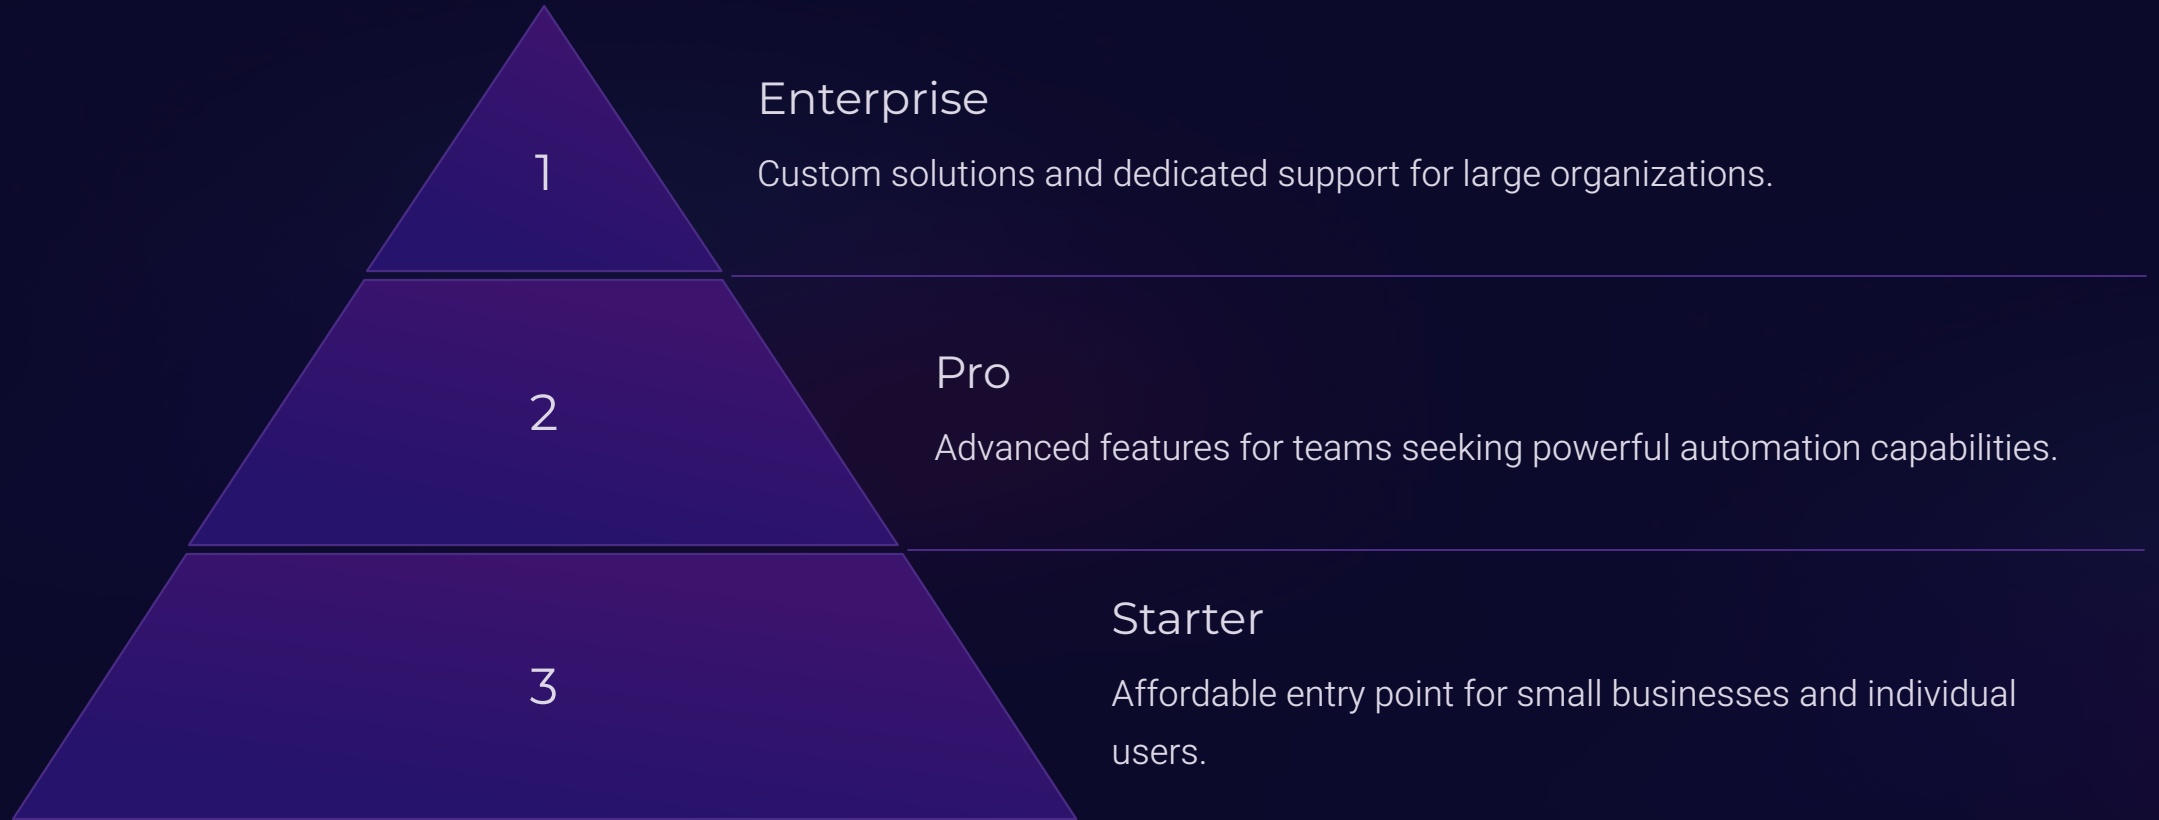 1
Enterprise
Custom solutions and dedicated support for large organizations.
2
Pro
Advanced features for teams seeking powerful automation capabilities.
3
Starter
Affordable entry point for small businesses and individual
users.